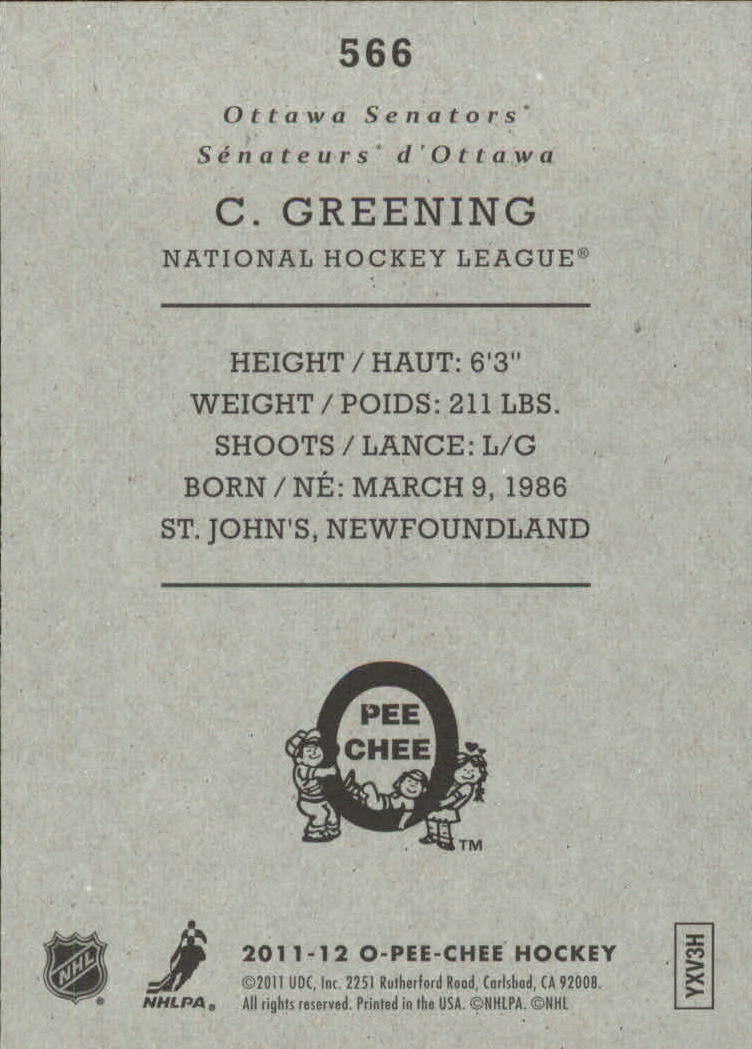 566
Ottawa Senators*
Sénateurs* d'Ottawa
C. GREENING
NATIONAL HOCKEY LEAGUE®
HEIGHT / HAUT: 6'3"
WEIGHT / POIDS: 211 LBS.
SHOOTS / LANCE: L/G
BORN / NÉ: MARCH 9, 1986
ST. JOHN'S, NEWFOUNDLAND
O
PEE
CHEE
TM
NHL®
NHLPA®
2011-12 O-PEE-CHEE HOCKEY
©2011 UDC, Inc. 2251 Rutherford Road, Carlsbad, CA 92008.
All rights reserved. Printed in the USA. ©NHLPA. ©NHL
YXV3H